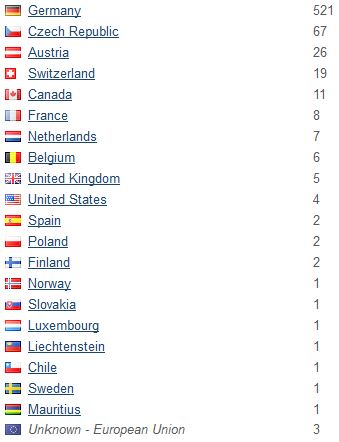 Germany 521
Czech Republic 67
Austria 26
Switzerland 19
Canada 11
France 8
Netherlands 7
Belgium 6
United Kingdom 5
United States 4
Spain 2
Poland 2
Finland 2
Norway 1
Slovakia 1
Luxembourg 1
Liechtenstein 1
Chile 1
Sweden 1
Mauritius 1
Unknown - European Union 3